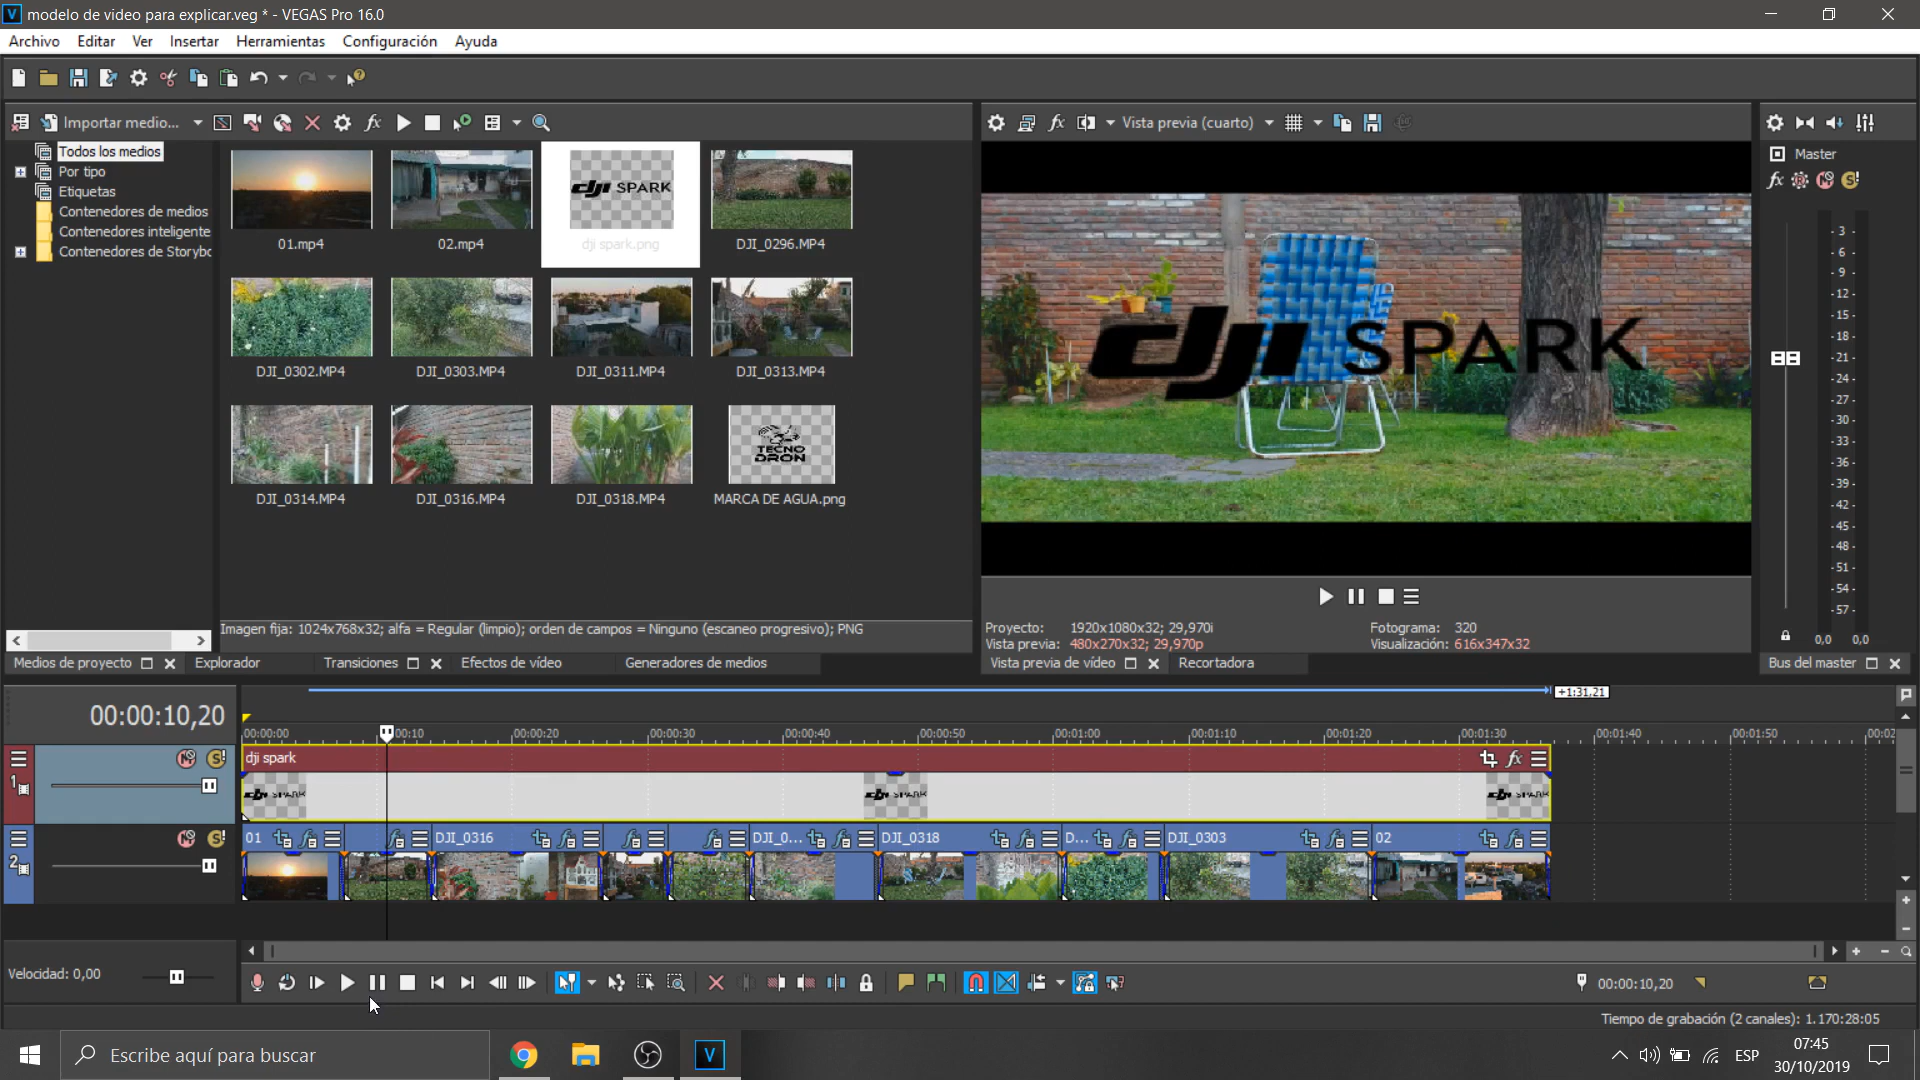 modelo de video para explicar.veg * - VEGAS Pro 16.0
Archivo Editar Ver Insertar Herramientas Configuración Ayuda
Importar medio...
Todos los medios
Por tipo
Etiquetas
Contenedores de medios
Contenedores inteligente
Contenedores de Storybo
01.mp4
02.mp4
dji SPARK
dji spark.png
DJI_0296.MP4
DJI_0302.MP4
DJI_0303.MP4
DJI_0311.MP4
DJI_0313.MP4
DJI_0314.MP4
DJI_0316.MP4
DJI_0318.MP4
TECNO
DRON
MARCA DE AGUA.png
Imagen fija: 1024x768x32; alfa = Regular (limpio); orden de campos = Ninguno (escaneo progresivo); PNG
Medios de proyecto Explorador Transiciones Efectos de vídeo Generadores de medios
Vista previa (cuarto)
dji SPARK
Proyecto: 1920x1080x32; 29,970i
Vista previa: 480x270x32; 29,970p
Fotograma: 320
Visualización: 616x347x32
Vista previa de vídeo Recortadora
Master
-3-
-6-
-9-
-12-
-15-
-18-
-21-
-24-
-27-
-30-
-33-
-36-
-39-
-42-
-45-
-48-
-51-
-54-
-57-
0,0 0,0
Bus del master
+1:31,21
00:00:10,20
00:00:00 00:10 00:00:20 00:00:30 00:00:40 00:00:50 00:01:00 00:01:10 00:01:20 00:01:30 00:01:40 00:01:50 00:02
1
dji spark
dji SPARK dji SPARK dji SPARK
2
01 DJI_0316 DJI_0... DJI_0318 D... DJI_0303 02
Velocidad: 0,00
00:00:10,20
Tiempo de grabación (2 canales): 1.170:28:05
Escribe aquí para buscar
V
ESP
07:45
30/10/2019